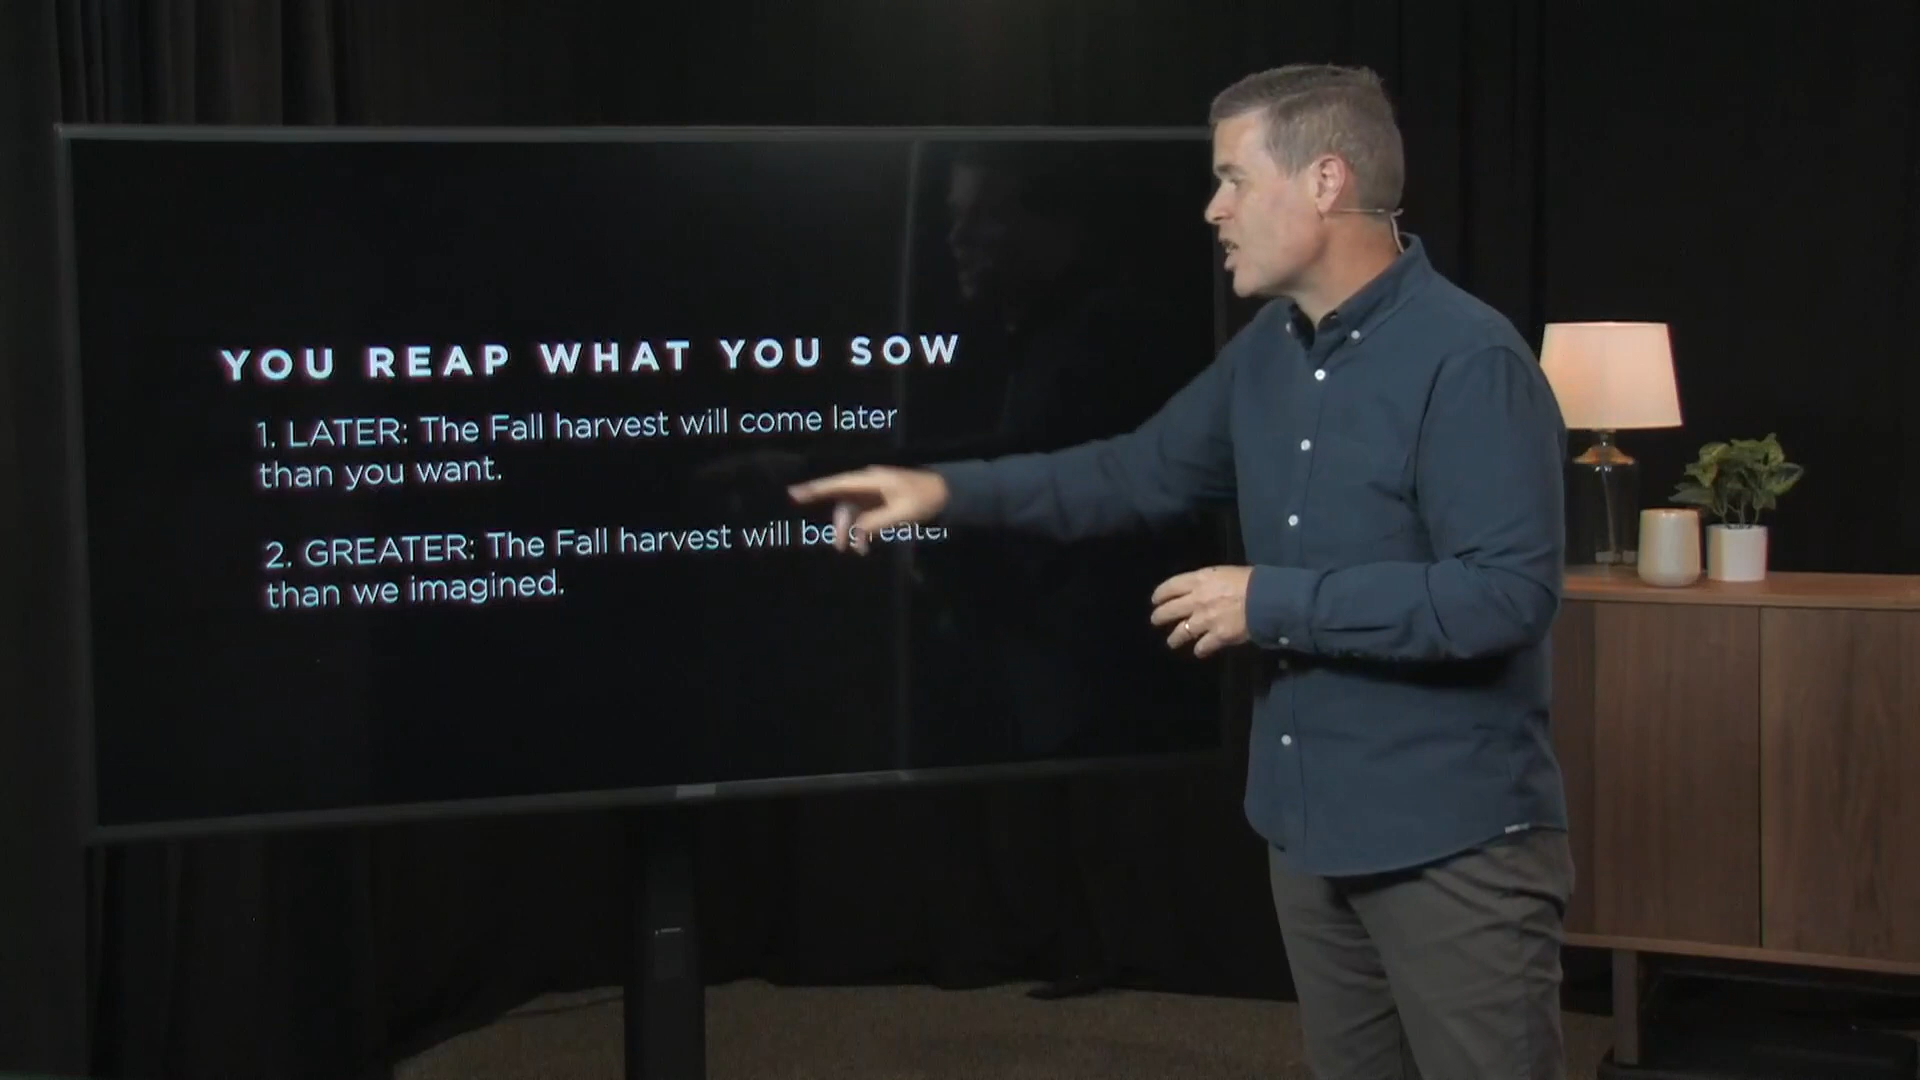 YOU REAP WHAT YOU SOW
1. LATER: The Fall harvest will come later
than you want.
2. GREATER: The Fall harvest will be greater
than we imagined.